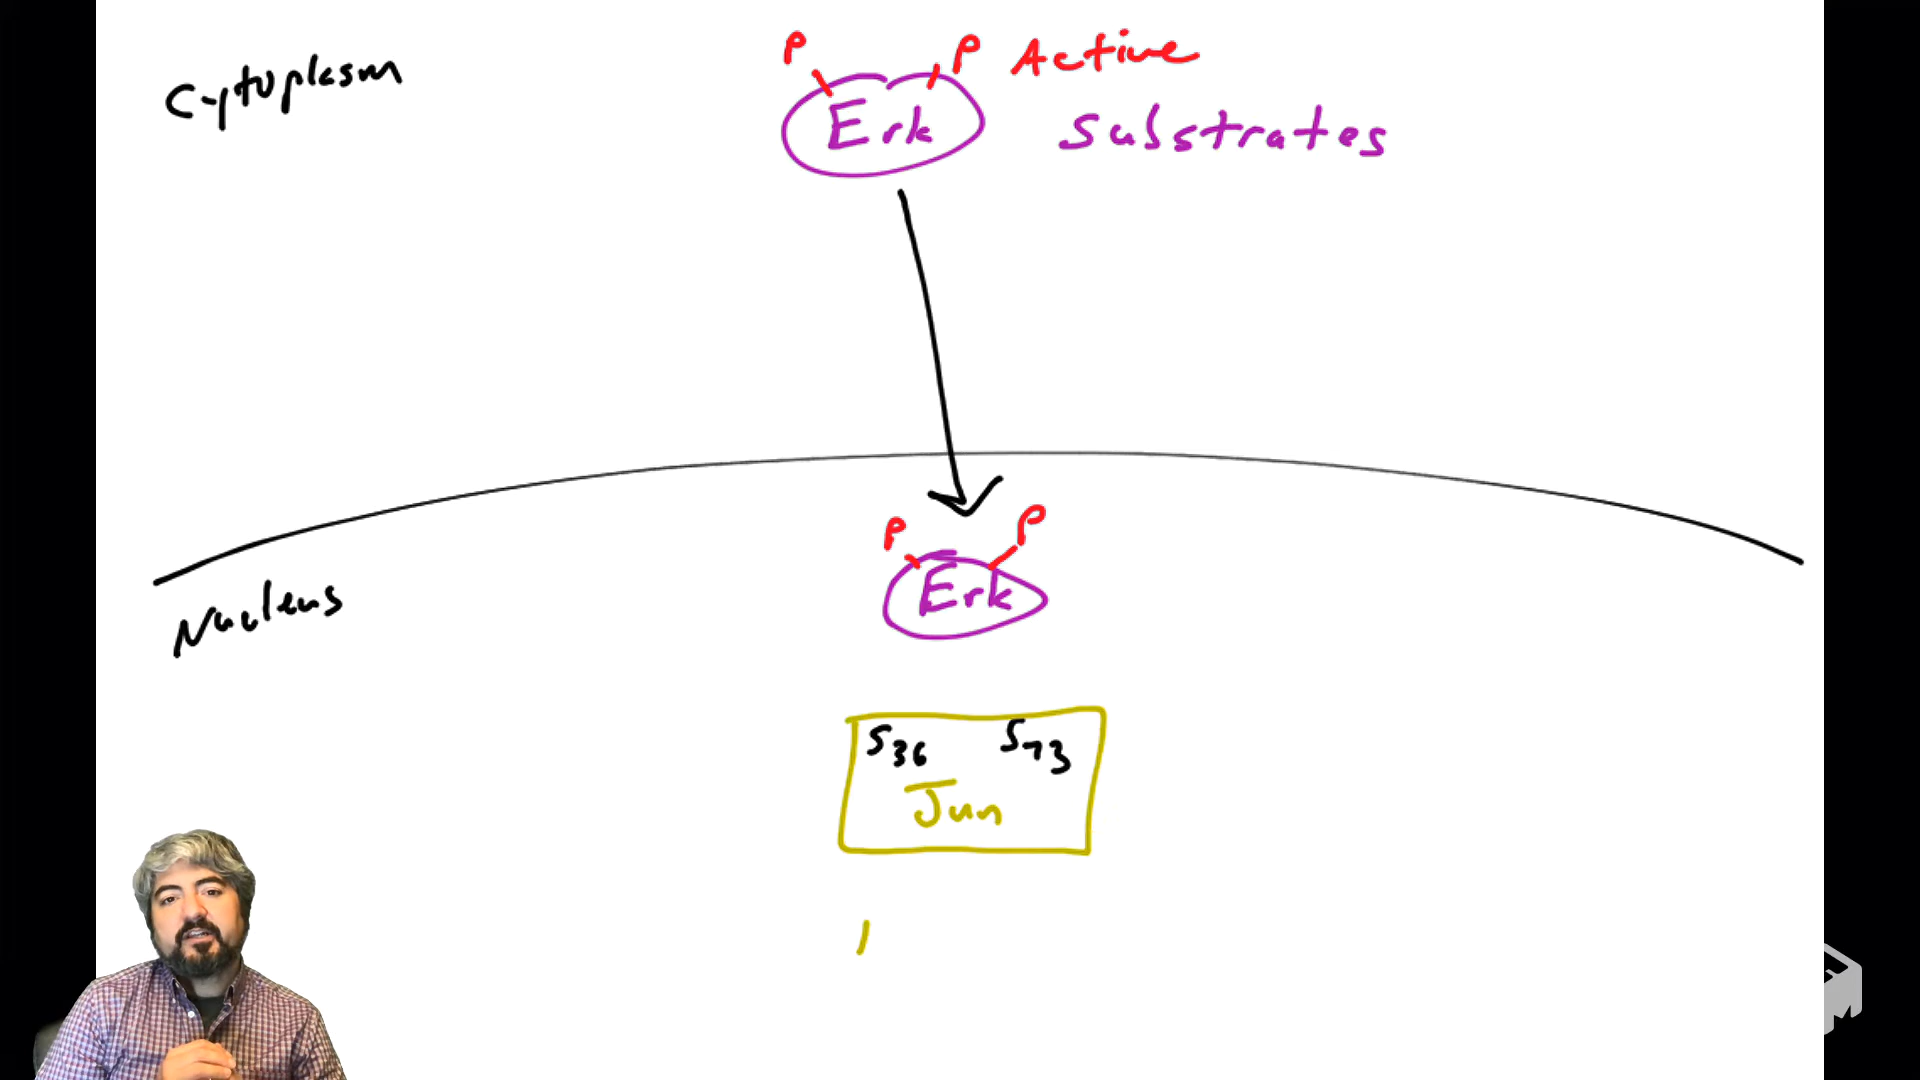 Cytoplasm
P P Active
Erk Substrates
P P
Erk
Nucleus
S36 S73
Jun